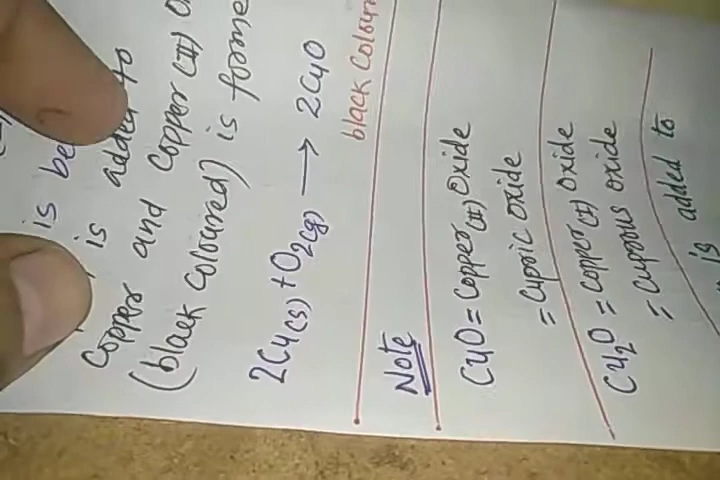 is be
is added to
Copper and Copper (II) O
(black coloured) is forme
2Cu(s) + O2(g) → 2CuO
black Colour
Note
CuO = Copper (II) Oxide
= Cupric oxide
Cu2O = Copper (I) Oxide
= Cuprous oxide
is added to